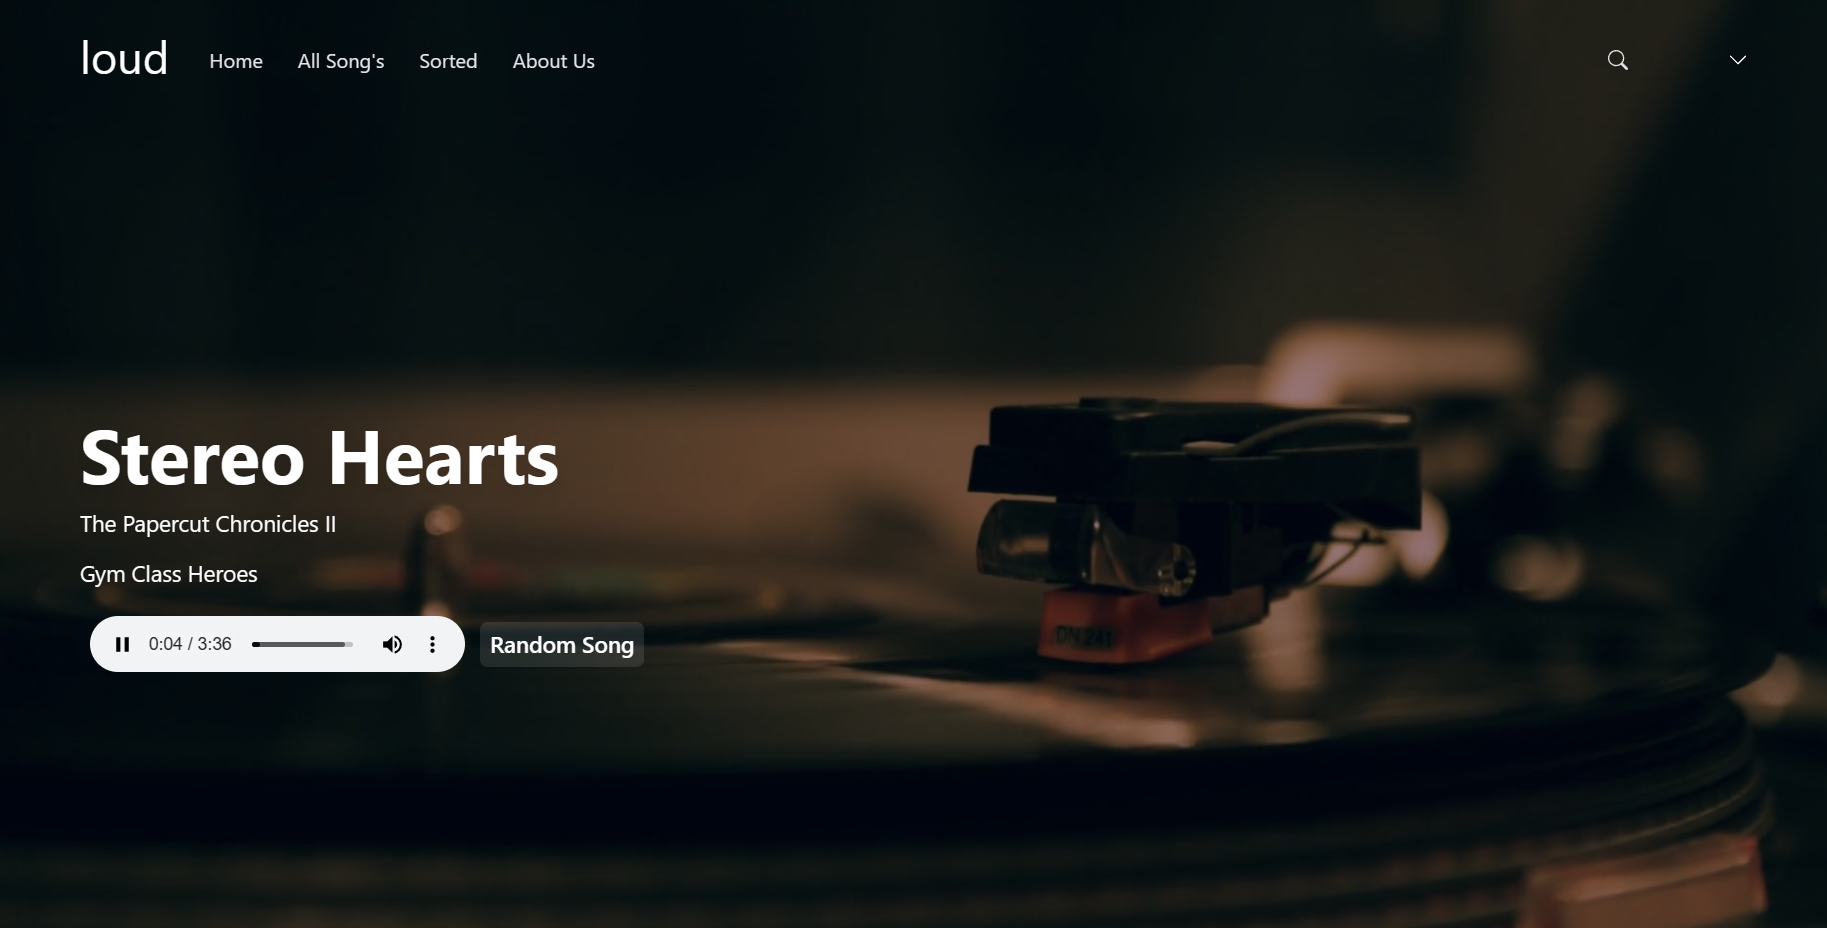 loud
Home
All Song's
Sorted
About Us
Stereo Hearts
The Papercut Chronicles II
Gym Class Heroes
0:04 / 3:36
Random Song
DN 241